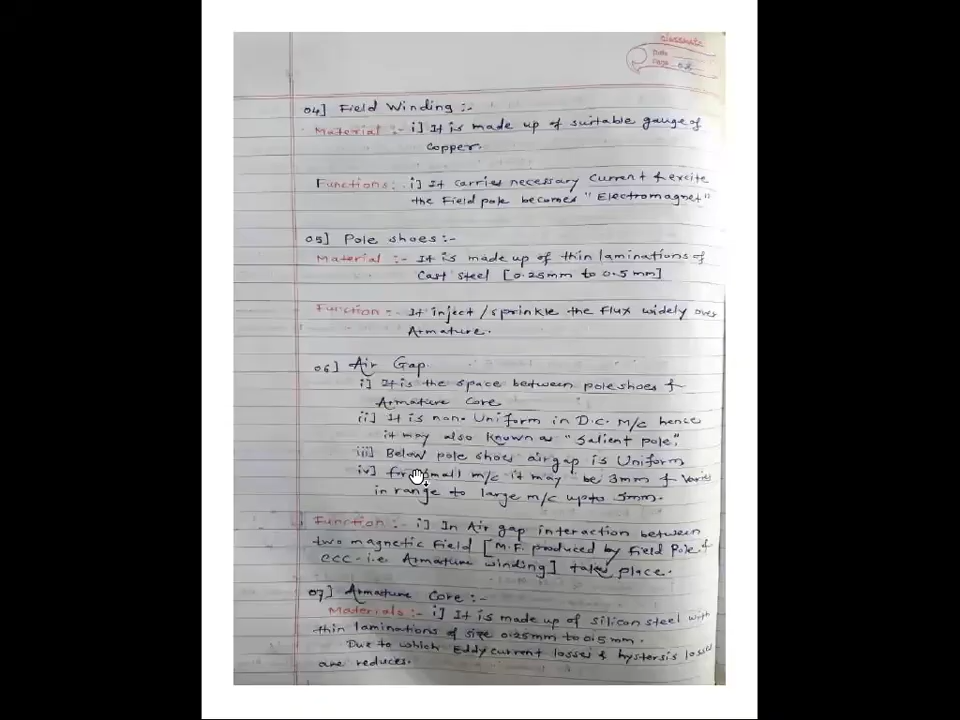 classmate
Date
Page 02
04] Field Winding :-
Material :- i] It is made up of suitable gauge of
copper.
Functions:- i] It carries necessary current & excite
the Field pole becomes "Electromagnet"
05] Pole shoes:-
Material :- It is made up of thin laminations of
Cast steel [0.25mm to 0.5mm]
Function:- It inject/sprinkle the Flux widely over
Armature.
06] Air Gap
i] It is the space between poleshoes &
Armature Core
ii] It is non-Uniform in D.C. M/c hence
it may also known as "Salient pole."
iii] Below pole shoes airgap is Uniform
iv] for small m/c it may be 3mm & Varies
in range to large m/c upto 5mm.
Function:- i] In Air gap interaction between
two magnetic Field [M.F. produced by Field Pole &
CCC-i.e Armature winding] takes place.
07] Armature Core:-
Materials:- i] It is made up of silicon steel with
thin laminations of size 0.25mm to 0.5mm.
Due to which Eddy current losses & hystersis losses
are reduces.